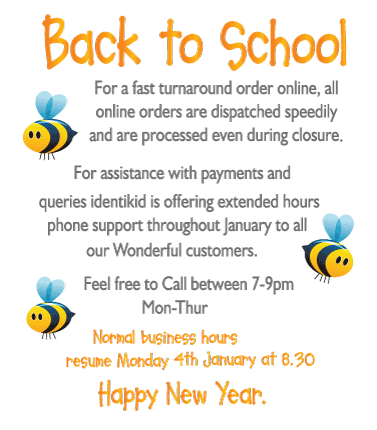 Back to School
For a fast turnaround order online, all
online orders are dispatched speedily
and are processed even during closure.
For assistance with payments and
queries identikid is offering extended hours
phone support throughout January to all
our Wonderful customers.
Feel free to Call between 7-9pm
Mon-Thur
Normal business hours
resume Monday 4th January at 8.30
Happy New Year.